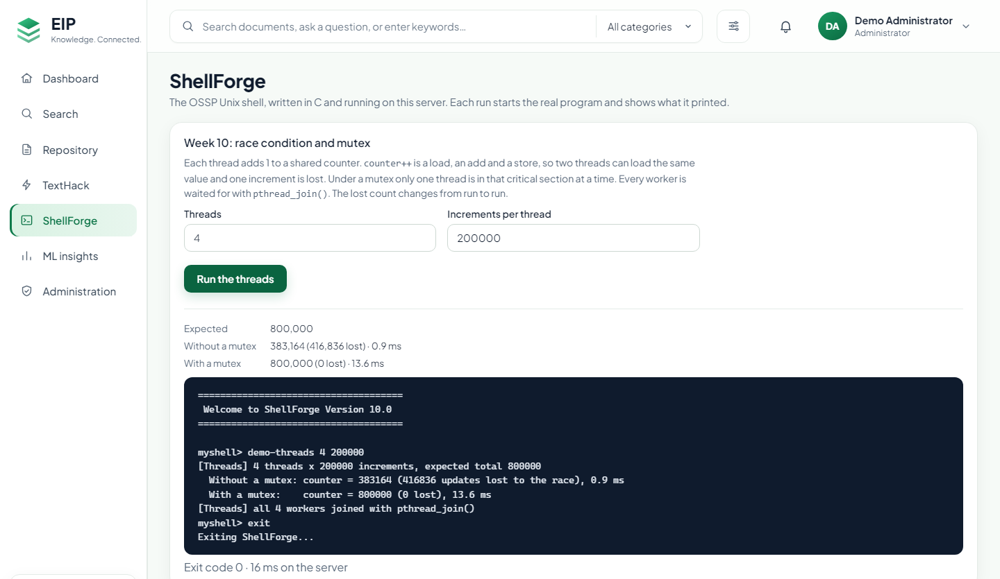 EIP
Knowledge. Connected.
Search documents, ask a question, or enter keywords...
All categories
DA
Demo Administrator
Administrator
Dashboard
Search
Repository
TextHack
ShellForge
ML insights
Administration
ShellForge
The OSSP Unix shell, written in C and running on this server. Each run starts the real program and shows what it printed.
Week 10: race condition and mutex
Each thread adds 1 to a shared counter. counter++ is a load, an add and a store, so two threads can load the same
value and one increment is lost. Under a mutex only one thread is in that critical section at a time. Every worker is
waited for with pthread_join(). The lost count changes from run to run.
Threads
Increments per thread
4
200000
Run the threads
Expected 800,000
Without a mutex 383,164 (416,836 lost) · 0.9 ms
With a mutex 800,000 (0 lost) · 13.6 ms
=====================================
Welcome to ShellForge Version 10.0
=====================================
myshell> demo-threads 4 200000
[Threads] 4 threads x 200000 increments, expected total 800000
Without a mutex: counter = 383164 (416836 updates lost to the race), 0.9 ms
With a mutex: counter = 800000 (0 lost), 13.6 ms
[Threads] all 4 workers joined with pthread_join()
myshell> exit
Exiting ShellForge...
Exit code 0 · 16 ms on the server